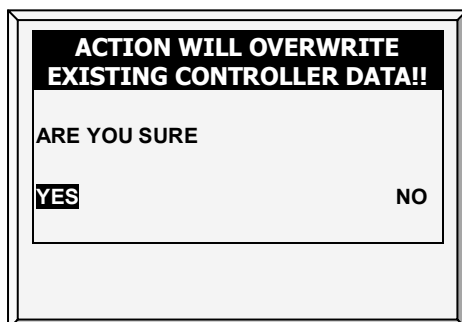 ACTION WILL OVERWRITE
EXISTING CONTROLLER DATA!!
ARE YOU SURE
YES NO